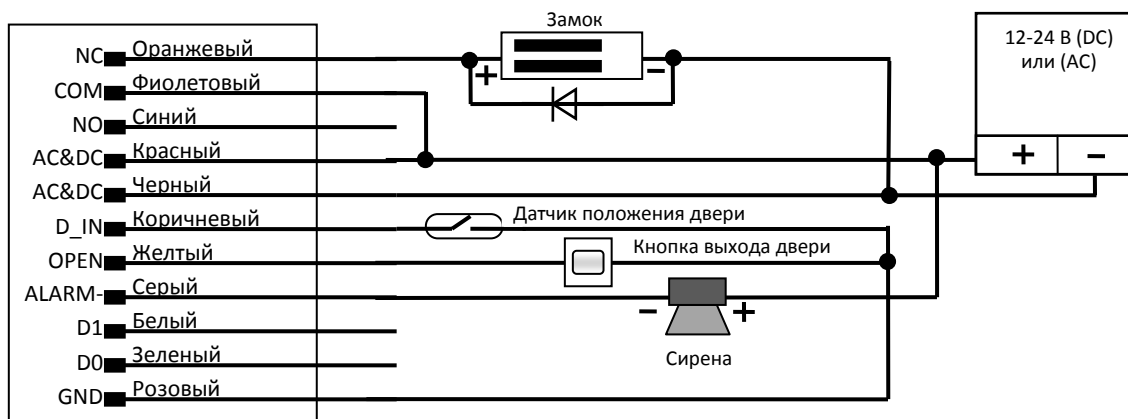 Замок
12-24 В (DC)
или (AC)
NC Оранжевый
+ -
COM Фиолетовый
NO Синий
AC&DC Красный
+ -
AC&DC Черный
D_IN Коричневый
Датчик положения двери
OPEN Желтый
Кнопка выхода двери
ALARM- Серый
- +
D1 Белый
Сирена
D0 Зеленый
GND Розовый